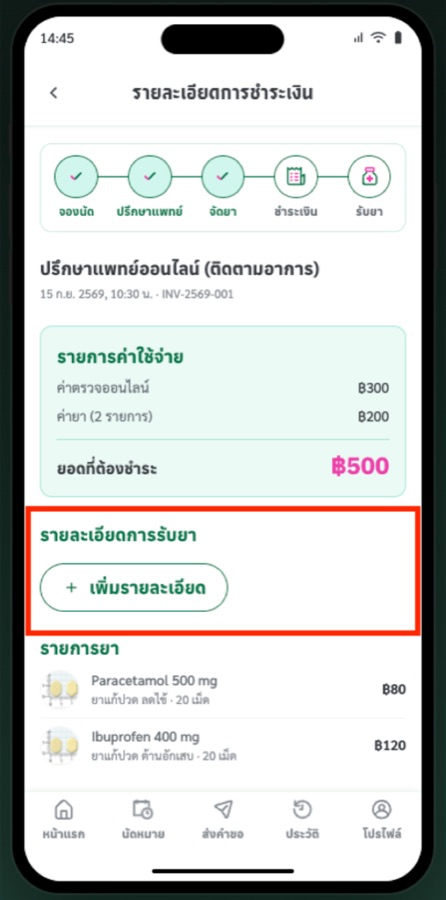 14:45
รายละเอียดการชำระเงิน
จองนัด
ปรึกษาแพทย์
จัดยา
ชำระเงิน
รับยา
ปรึกษาแพทย์ออนไลน์ (ติดตามอาการ)
15 ก.ย. 2569, 10:30 น. · INV-2569-001
รายการค่าใช้จ่าย
ค่าตรวจออนไลน์ ฿300
ค่ายา (2 รายการ) ฿200
ยอดที่ต้องชำระ ฿500
รายละเอียดการรับยา
+ เพิ่มรายละเอียด
รายการยา
Paracetamol 500 mg
ยาแก้ปวด ลดไข้ · 20 เม็ด
฿80
Ibuprofen 400 mg
ยาแก้ปวด ต้านอักเสบ · 20 เม็ด
฿120
หน้าแรก
นัดหมาย
ส่งคำขอ
ประวัติ
โปรไฟล์